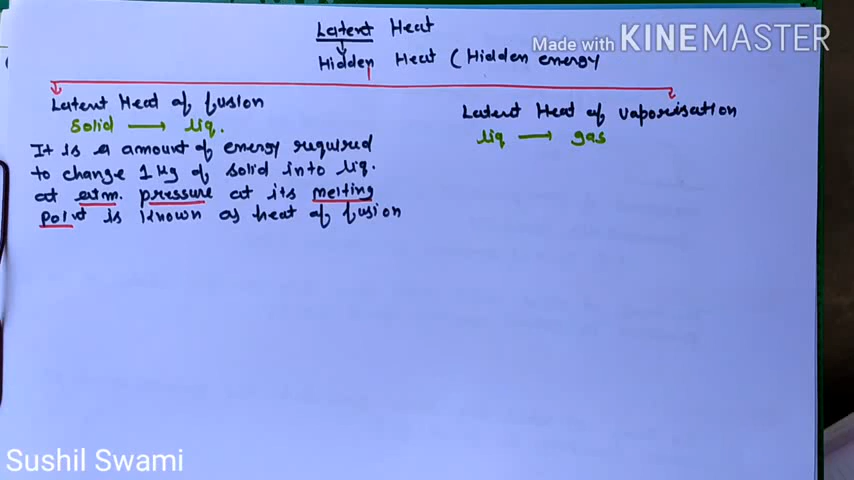 Latent Heat
Made with KINEMASTER
Hidden Heat (Hidden energy
Latent Heat of fusion
Solid → liq.
It is a amount of energy required
to change 1 kg of solid into liq.
at atm. pressure at its melting
point is known as heat of fusion
Latent Heat of vaporisation
liq → gas
Sushil Swami